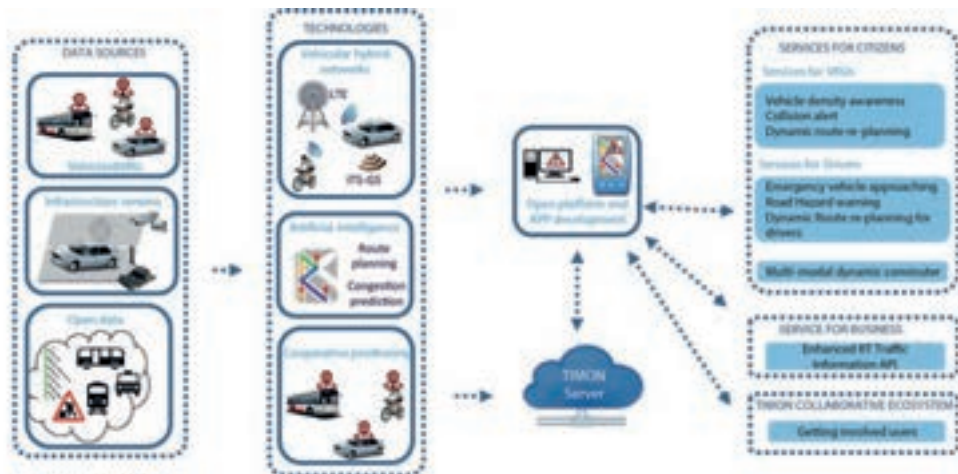 DATA SOURCES
Infrastructure sensors
Open data
TECHNOLOGIES
Vehicular hybrid
networks
LTE
ITS-G5
Artificial intelligence
Route
planning
Congestion
prediction
Cooperative positioning
Open platform and
APP development
TIMON
Server
SERVICES FOR CITIZENS
Services for VRUs
Vehicle density awareness
Collision alert
Dynamic route re-planning
Services for Drivers
Emergency vehicle approaching
Road Hazard warning
Dynamic Route re-planning for
drivers
Multi-modal dynamic commuter
SERVICE FOR BUSINESS
Enhanced RT Traffic
Information API
TIMON COLLABORATIVE ECOSYSTEM
Getting involved users